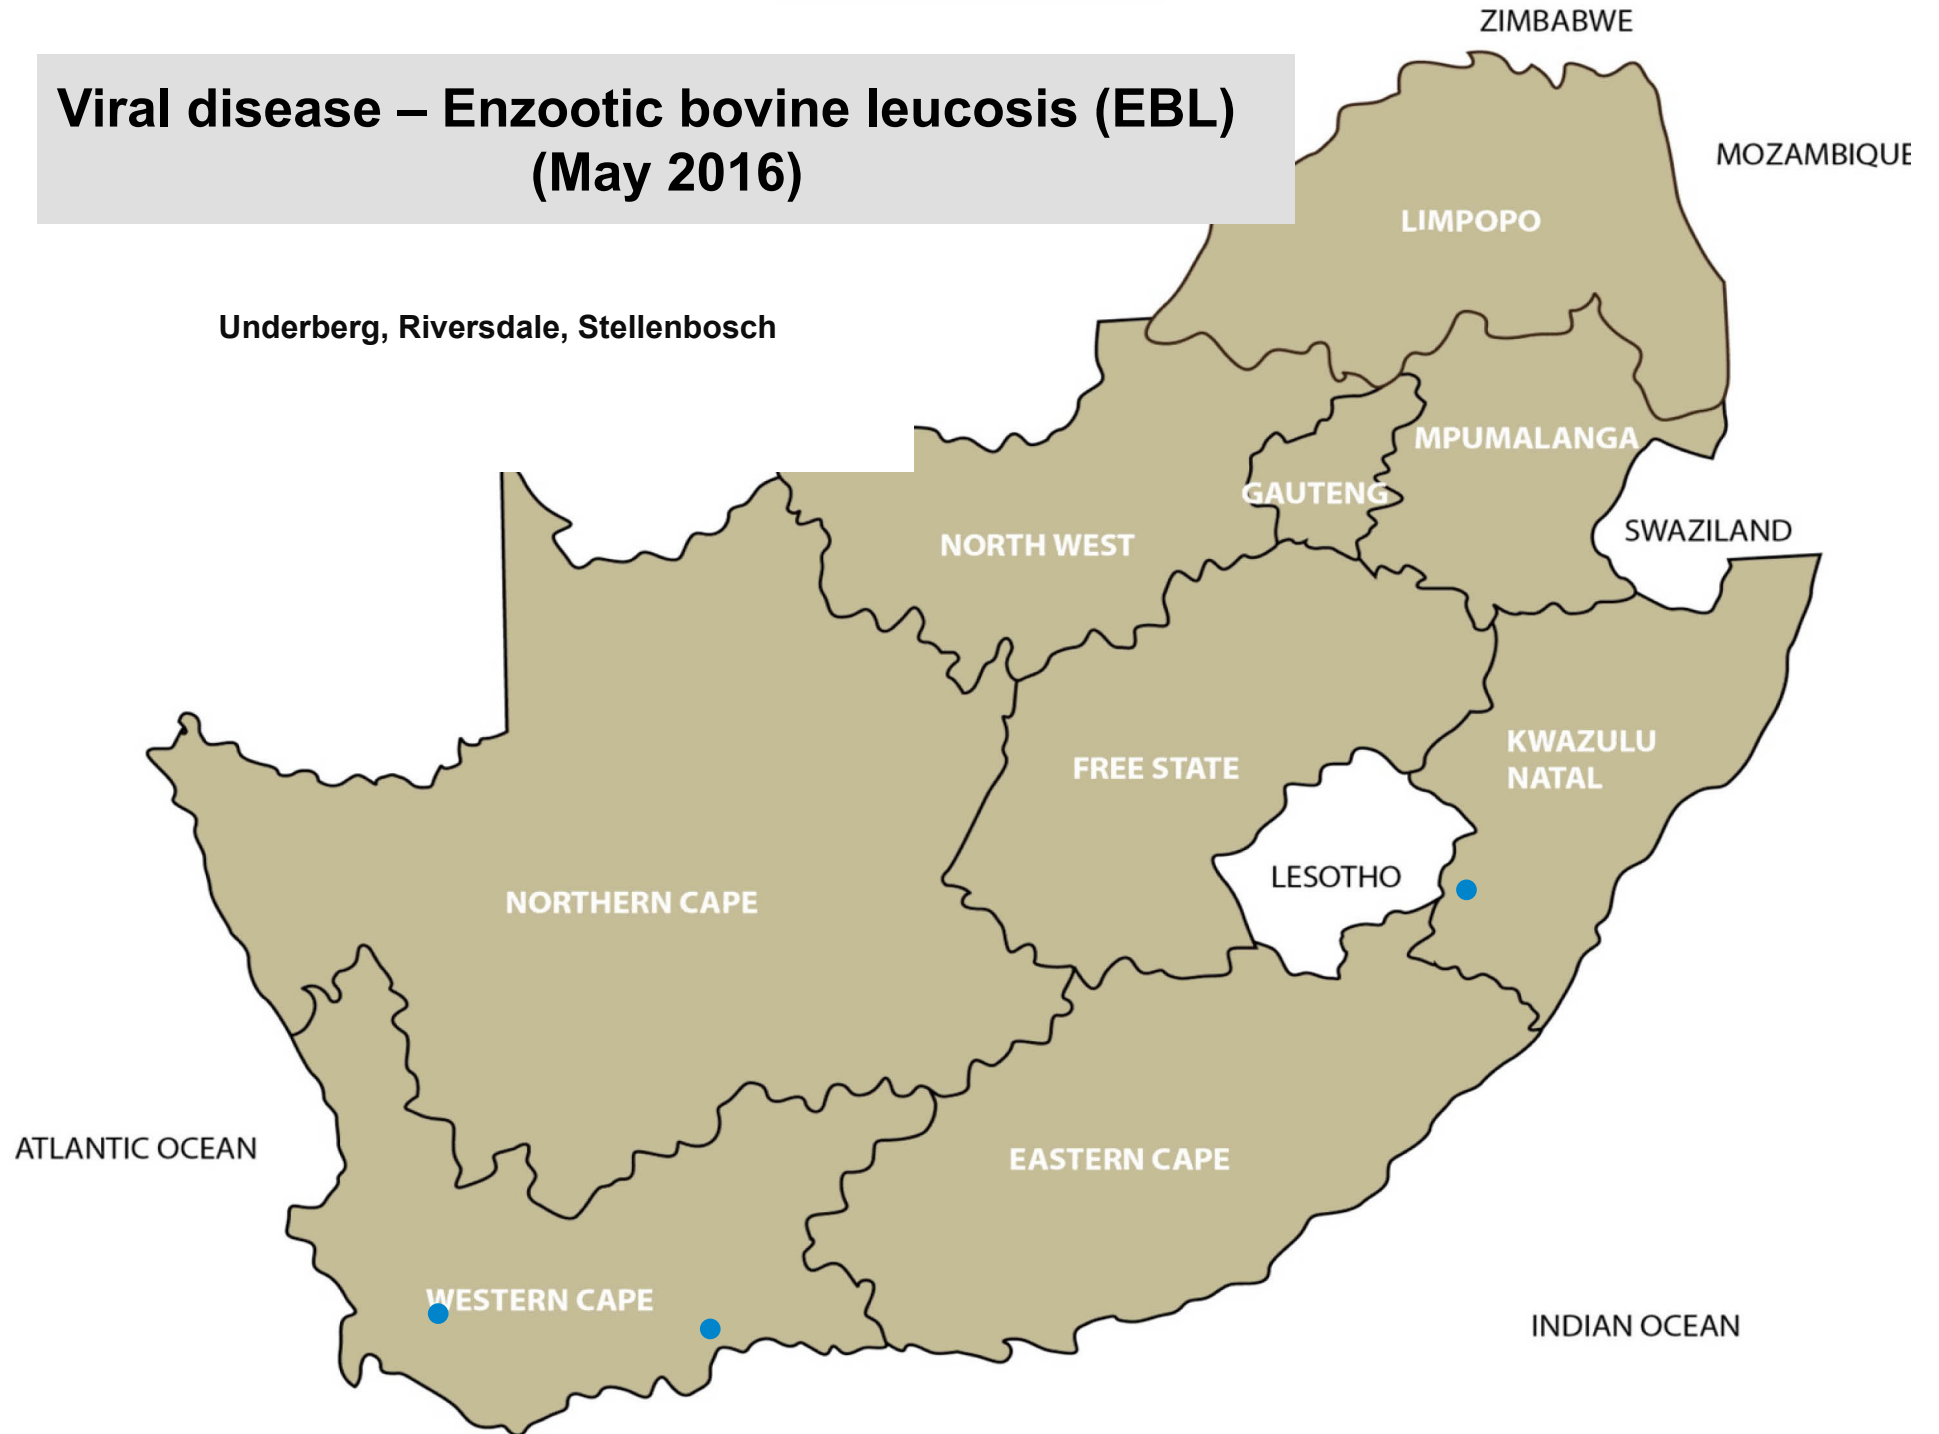 ZIMBABWE
Viral disease – Enzootic bovine leucosis (EBL)
(May 2016)
MOZAMBIQUE
LIMPOPO
Underberg, Riversdale, Stellenbosch
MPUMALANGA
GAUTENG
SWAZILAND
NORTH WEST
KWAZULU
NATAL
FREE STATE
LESOTHO
NORTHERN CAPE
ATLANTIC OCEAN
EASTERN CAPE
WESTERN CAPE
INDIAN OCEAN